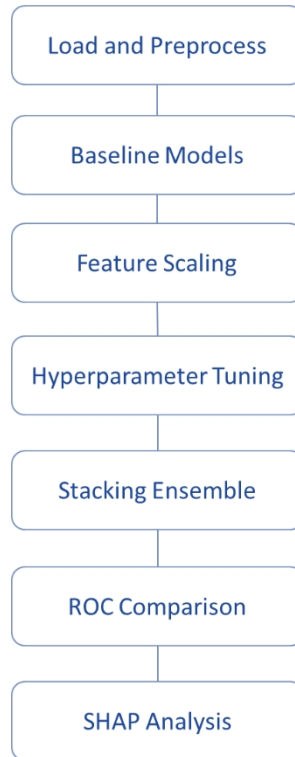 Load and Preprocess
Baseline Models
Feature Scaling
Hyperparameter Tuning
Stacking Ensemble
ROC Comparison
SHAP Analysis